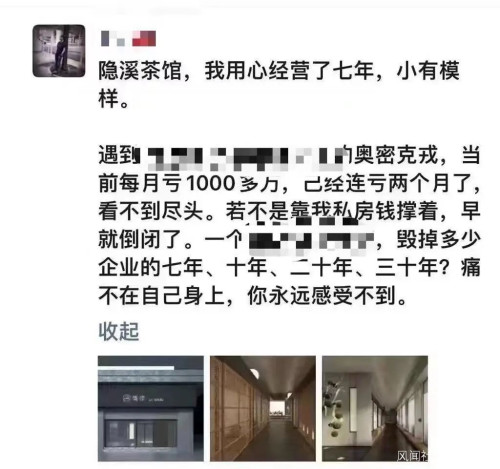 隐溪茶馆，我用心经营了七年，小有模
样。
遇到 的奥密克戎，当
前每月亏1000多万，已经连亏两个月了，
看不到尽头。若不是靠我私房钱撑着，早
就倒闭了。一个 ，毁掉多少
企业的七年、十年、二十年、三十年？痛
不在自己身上，你永远感受不到。
收起
风闻社